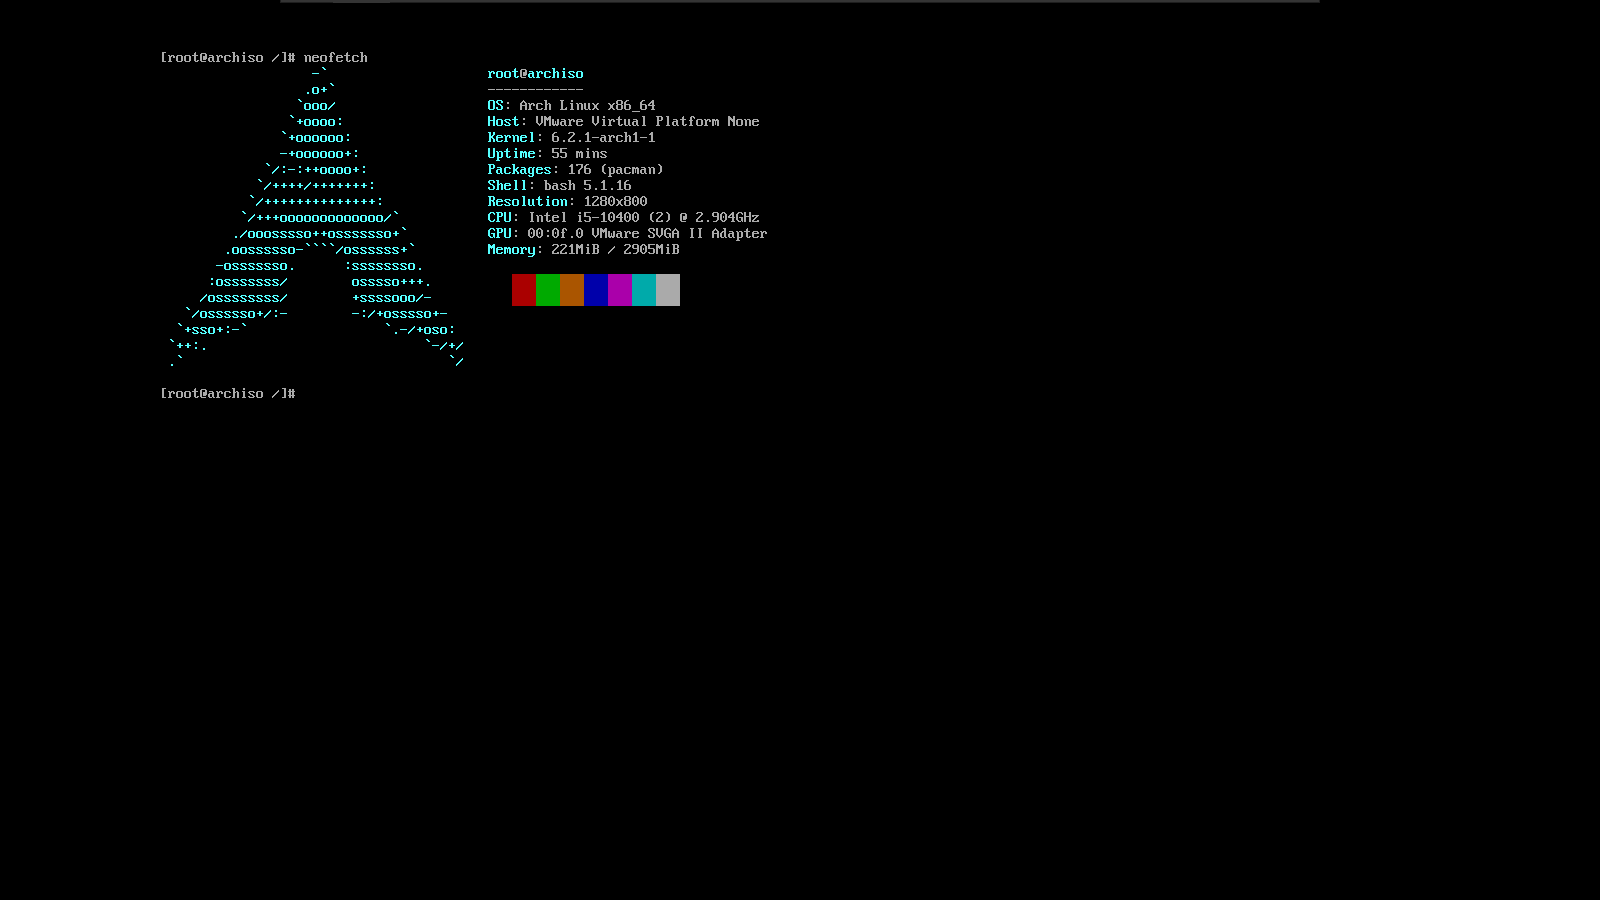 [root@archiso /]# neofetch
-`                    root@archiso
.o+`                   ------------
`ooo/                   OS: Arch Linux x86_64
`+oooo:                  Host: VMware Virtual Platform None
`+oooooo:                 Kernel: 6.2.1-arch1-1
-+oooooo+:                Uptime: 55 mins
`/:-:++oooo+:               Packages: 176 (pacman)
`/++++/+++++++:              Shell: bash 5.1.16
`/++++++++++++++:             Resolution: 1280x800
`/+++ooooooooooooo/`           CPU: Intel i5-10400 (2) @ 2.904GHz
./ooosssso++osssssso+`          GPU: 00:0f.0 VMware SVGA II Adapter
.oossssso-````/ossssss+`         Memory: 221MiB / 2905MiB
-osssssso.      :ssssssso.
:osssssss/        osssso+++.
/ossssssss/        +ssssooo/-
`/ossssso+/:-        -:/+osssso+-
`+sso+:-`                 `.-/+oso:
`++:.                           `-/+/
.`                                 `/
[root@archiso /]#